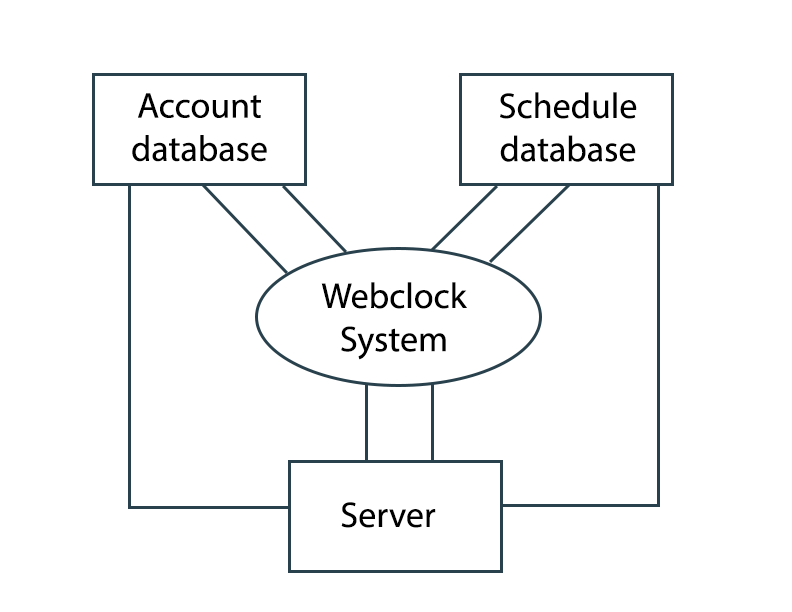 Account
database
Schedule
database
Webclock
System
Server